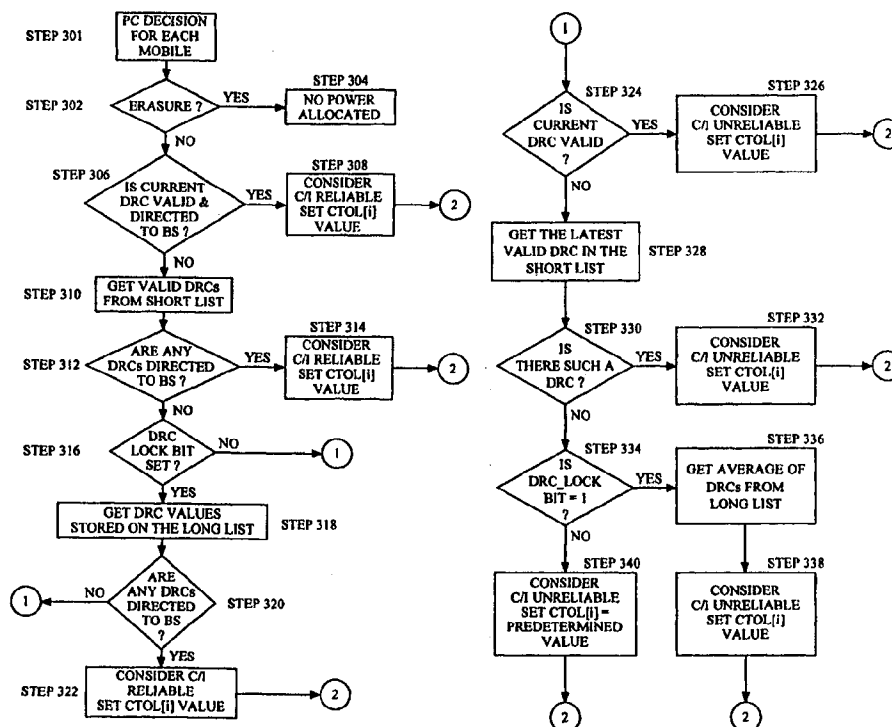 STEP 301
PC DECISION
FOR EACH
MOBILE
STEP 302
ERASURE ?
YES
STEP 304
NO POWER
ALLOCATED
NO
STEP 306
IS CURRENT
DRC VALID &
DIRECTED
TO BS ?
YES
STEP 308
CONSIDER
C/I RELIABLE
SET CTOL[i]
VALUE
2
NO
STEP 310
GET VALID DRCs
FROM SHORT LIST
STEP 312
ARE ANY
DRCs DIRECTED
TO BS ?
YES
STEP 314
CONSIDER
C/I RELIABLE
SET CTOL[i]
VALUE
2
NO
STEP 316
DRC
LOCK BIT
SET ?
NO
1
YES
GET DRC VALUES
STORED ON THE LONG LIST
STEP 318
1
NO
ARE
ANY DRCs
DIRECTED
TO BS
?
STEP 320
YES
STEP 322
CONSIDER C/I
RELIABLE
SET CTOL[i] VALUE
2
1
STEP 324
IS
CURRENT
DRC VALID
?
YES
STEP 326
CONSIDER
C/I UNRELIABLE
SET CTOL[i]
VALUE
2
NO
GET THE LATEST
VALID DRC IN THE
SHORT LIST
STEP 328
STEP 330
IS
THERE SUCH A
DRC ?
YES
STEP 332
CONSIDER
C/I UNRELIABLE
SET CTOL[i]
VALUE
2
NO
STEP 334
IS
DRC_LOCK
BIT = 1
?
YES
STEP 336
GET AVERAGE OF
DRCs FROM
LONG LIST
NO
STEP 340
CONSIDER
C/I UNRELIABLE
SET CTOL[i] =
PREDETERMINED
VALUE
2
STEP 338
CONSIDER
C/I UNRELIABLE
SET CTOL[i]
VALUE
2